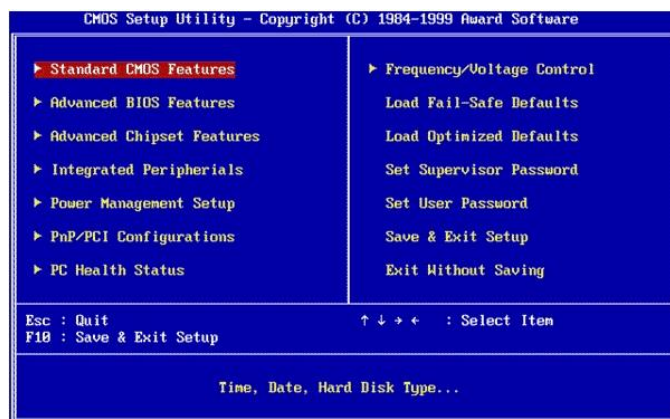 CMOS Setup Utility - Copyright (C) 1984-1999 Award Software
▶ Standard CMOS Features
▶ Advanced BIOS Features
▶ Advanced Chipset Features
▶ Integrated Peripherials
▶ Power Management Setup
▶ PnP/PCI Configurations
▶ PC Health Status
▶ Frequency/Voltage Control
Load Fail-Safe Defaults
Load Optimized Defaults
Set Supervisor Password
Set User Password
Save & Exit Setup
Exit Without Saving
Esc : Quit
F10 : Save & Exit Setup
↑ ↓ → ← : Select Item
Time, Date, Hard Disk Type...